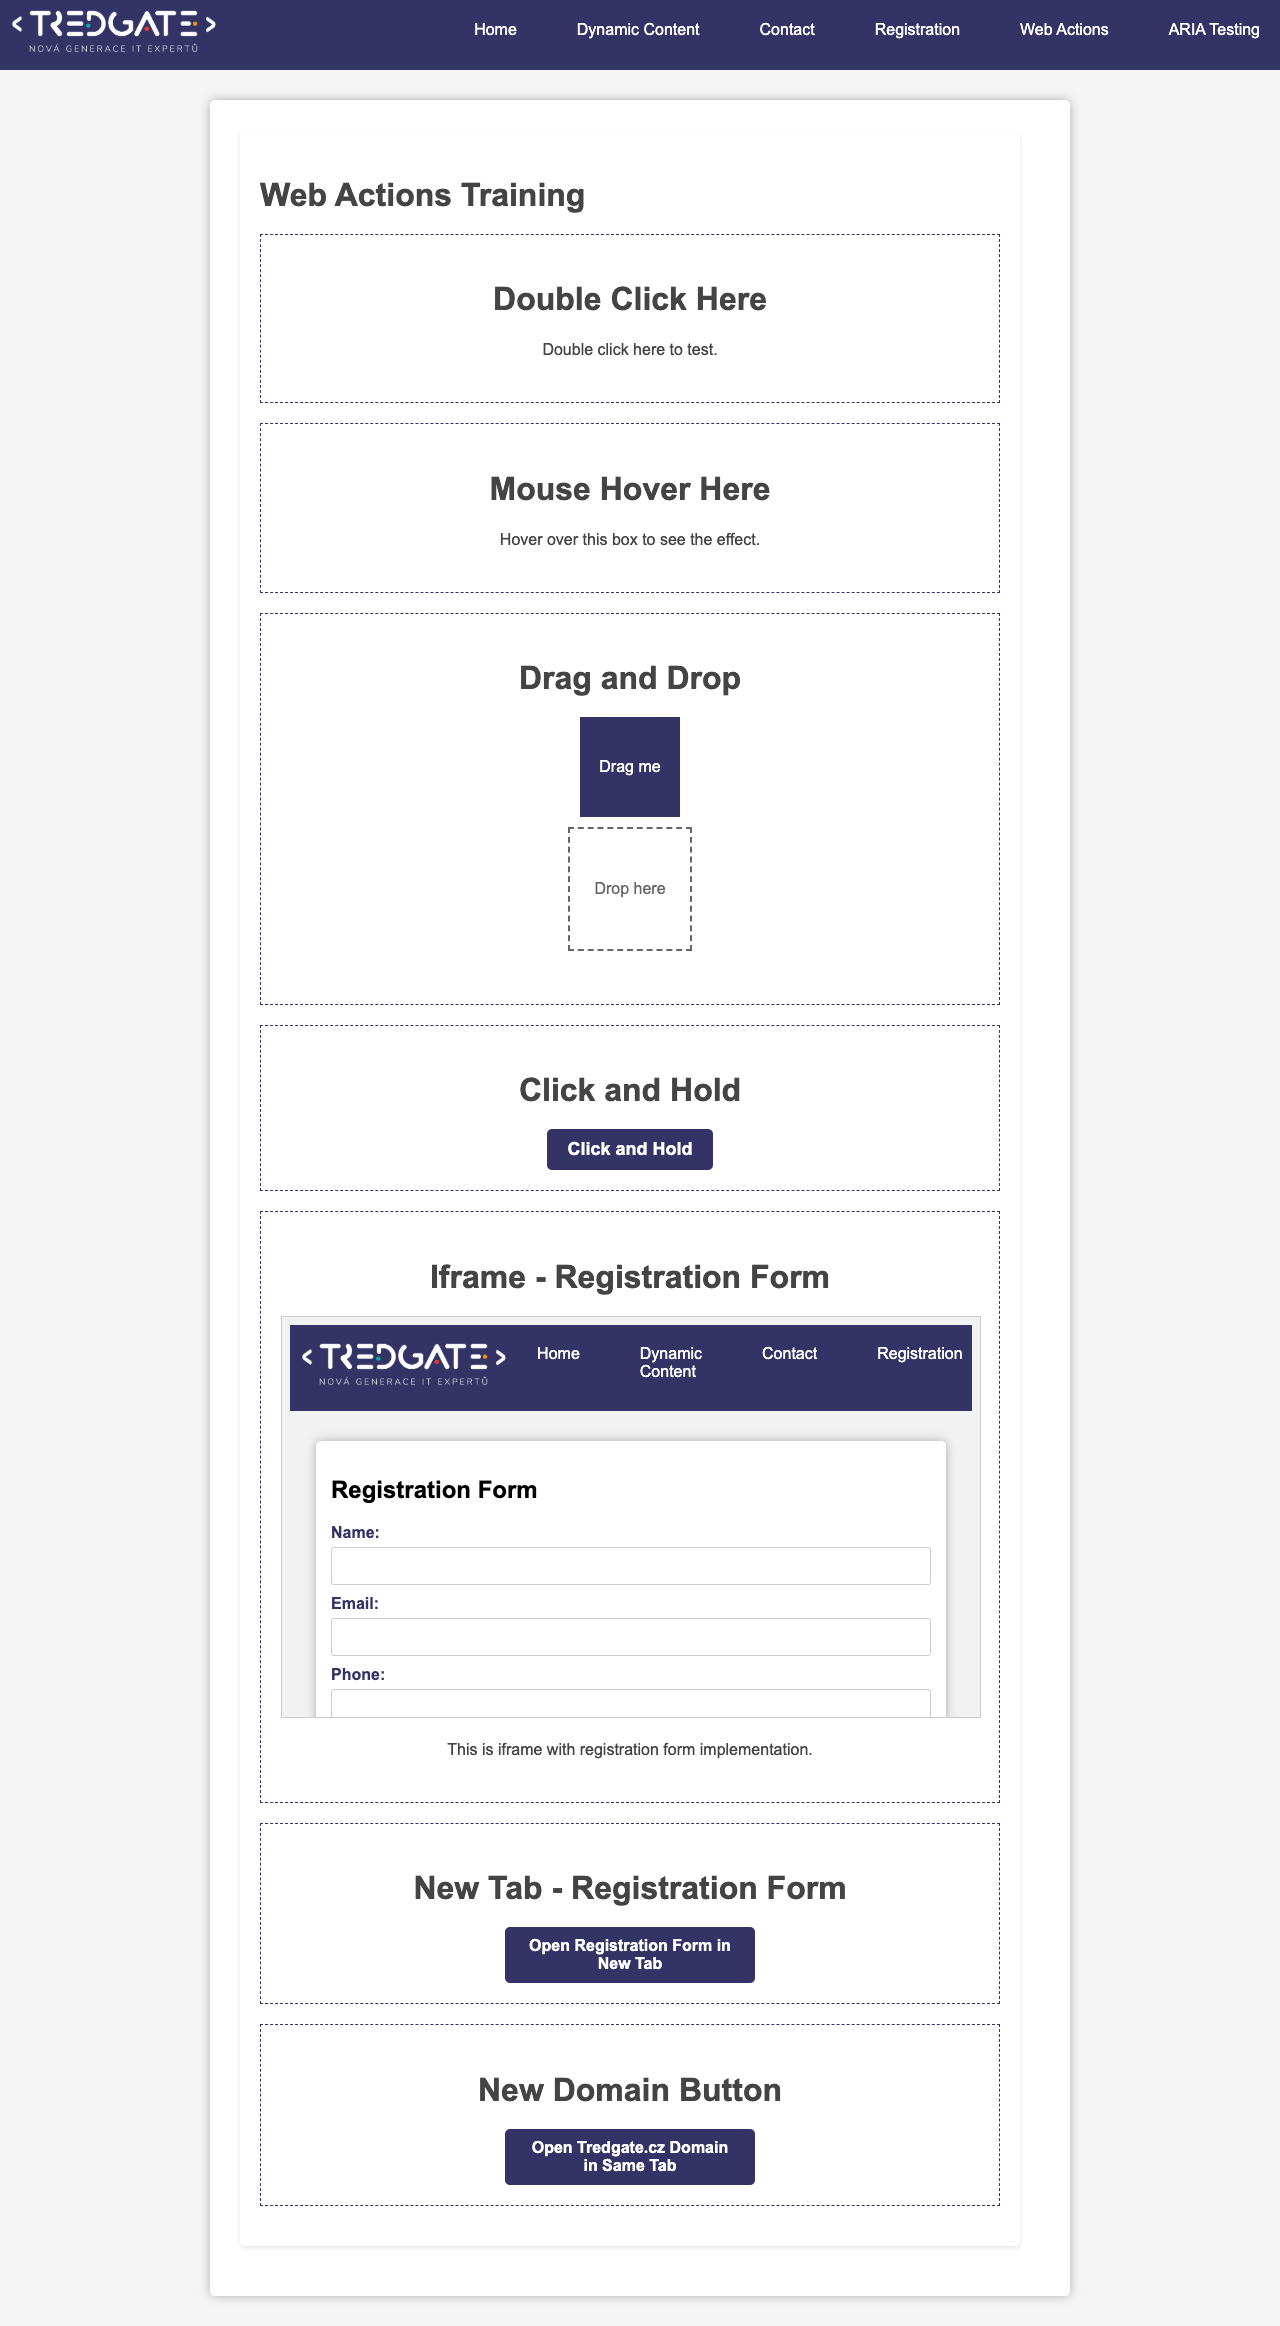 TREDGATE
NOVÁ GENERACE IT EXPERTŮ
Home Dynamic Content Contact Registration Web Actions ARIA Testing
Web Actions Training
Double Click Here
Double click here to test.
Mouse Hover Here
Hover over this box to see the effect.
Drag and Drop
Drag me
Drop here
Click and Hold
Click and Hold
Iframe - Registration Form
TREDGATE
NOVÁ GENERACE IT EXPERTŮ
Home Dynamic Content Contact Registration
Registration Form
Name:
Email:
Phone:
This is iframe with registration form implementation.
New Tab - Registration Form
Open Registration Form in
New Tab
New Domain Button
Open Tredgate.cz Domain
in Same Tab